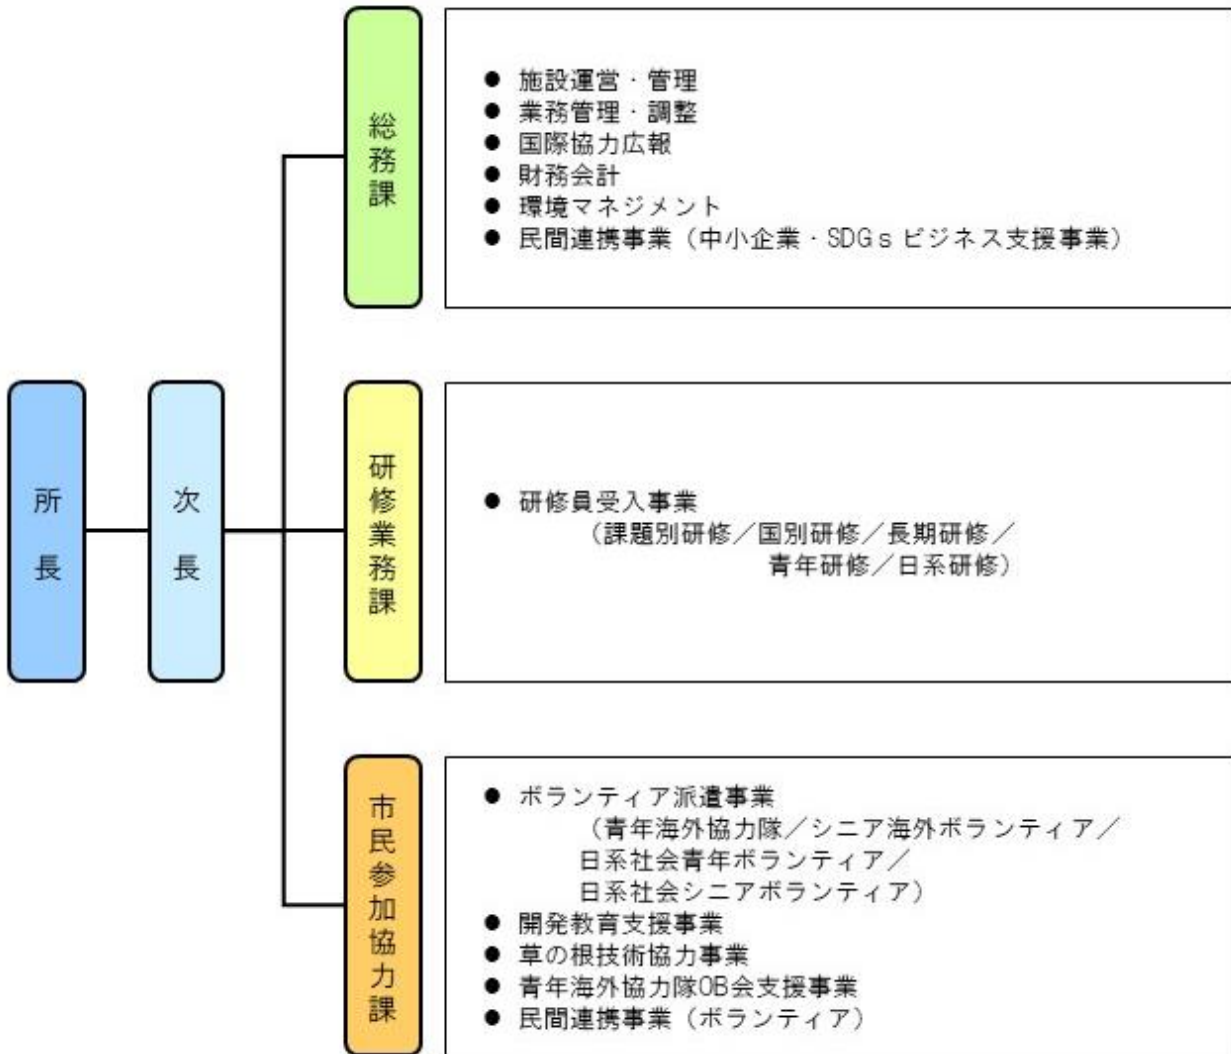 所長
次長
総務課
● 施設運営・管理
● 業務管理・調整
● 国際協力広報
● 財務会計
● 環境マネジメント
● 民間連携事業（中小企業・SDGｓビジネス支援事業）
研修業務課
● 研修員受入事業
（課題別研修／国別研修／長期研修／
青年研修／日系研修）
市民参加協力課
● ボランティア派遣事業
（青年海外協力隊／シニア海外ボランティア／
日系社会青年ボランティア／
日系社会シニアボランティア）
● 開発教育支援事業
● 草の根技術協力事業
● 青年海外協力隊OB会支援事業
● 民間連携事業（ボランティア）